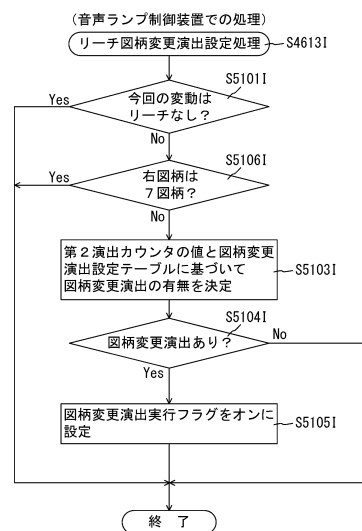 (音声ランプ制御装置での処理)
リーチ図柄変更演出設定処理
S4613I
S5101I
今回の変動は
リーチなし?
Yes
No
S5106I
右図柄は
7図柄?
Yes
No
第2演出カウンタの値と図柄変更
演出設定テーブルに基づいて
図柄変更演出の有無を決定
S5103I
S5104I
図柄変更演出あり?
No
Yes
図柄変更演出実行フラグをオンに
設定
S5105I
終 了